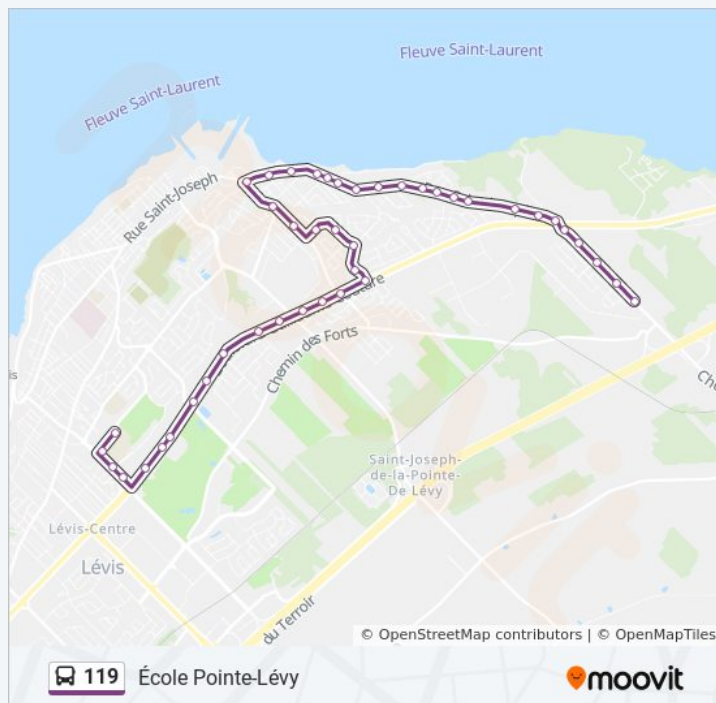 Fleuve Saint-Laurent
Fleuve Saint-Laurent
Rue Saint-Joseph
Chemin des Forts
Che
Saint-Joseph-
de-la-Pointe-
De Lévy
Lévis-Centre
Lévis
du Terroir
© OpenStreetMap contributors | © OpenMapTiles
119 École Pointe-Lévy
moovit